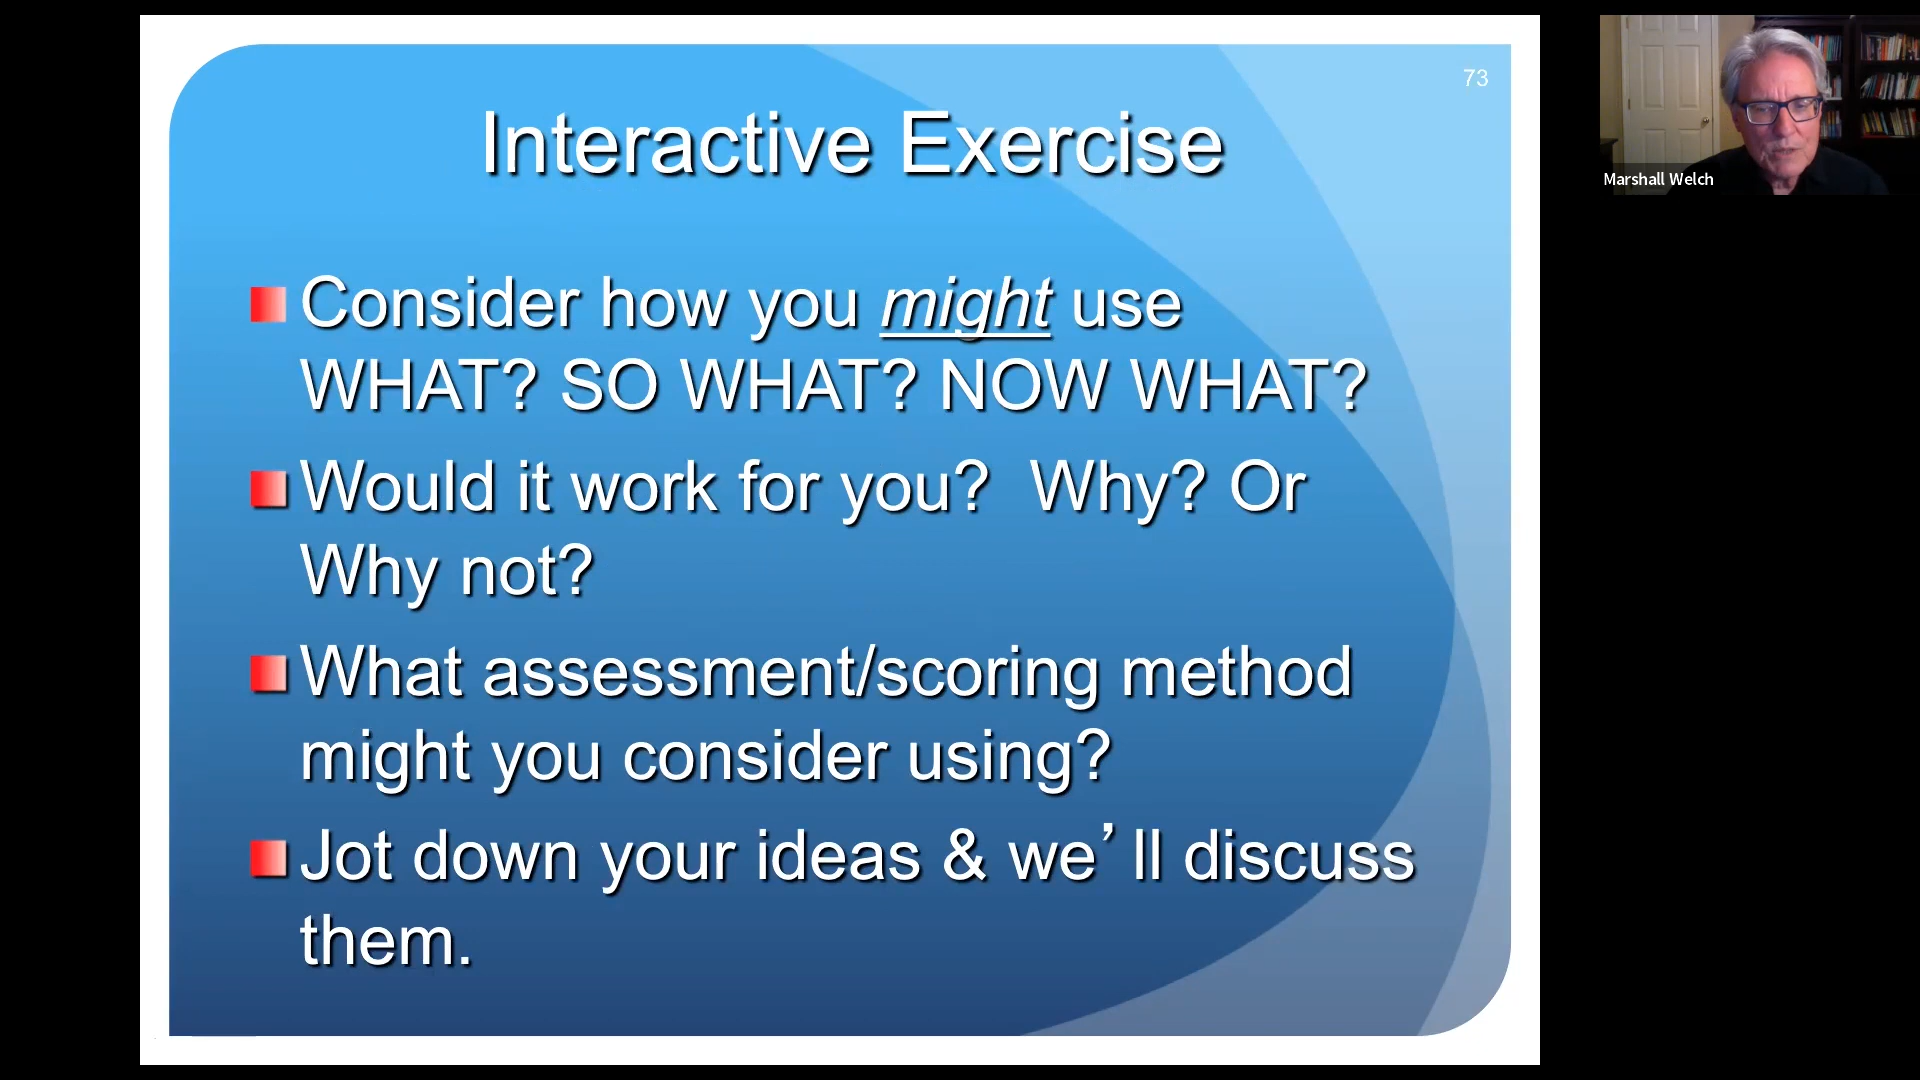 73
Interactive Exercise
Consider how you might use
WHAT? SO WHAT? NOW WHAT?
Would it work for you? Why? Or
Why not?
What assessment/scoring method
might you consider using?
Jot down your ideas & we’ll discuss
them.
Marshall Welch